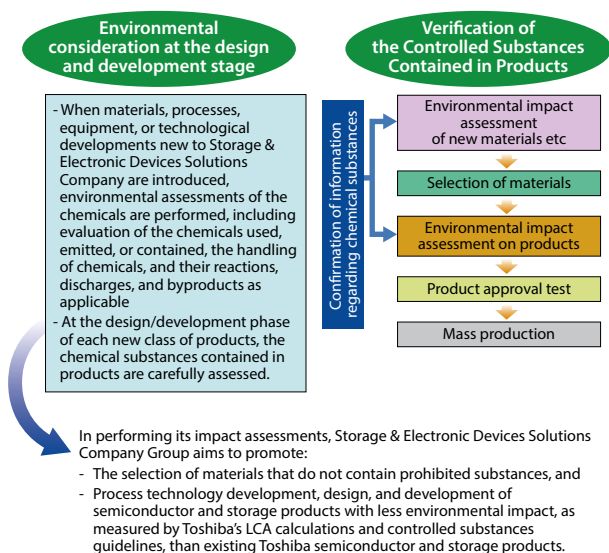 Environmental
consideration at the design
and development stage
- When materials, processes,
equipment, or technological
developments new to Storage &
Electronic Devices Solutions
Company are introduced,
environmental assessments of the
chemicals are performed, including
evaluation of the chemicals used,
emitted, or contained, the handling
of chemicals, and their reactions,
discharges, and byproducts as
applicable
- At the design/development phase
of each new class of products, the
chemical substances contained in
products are carefully assessed.
Verification of
the Controlled Substances
Contained in Products
Confirmation of information
regarding chemical substances
Environmental impact
assessment
of new materials etc
Selection of materials
Environmental impact
assessment on products
Product approval test
Mass production
In performing its impact assessments, Storage & Electronic Devices Solutions
Company Group aims to promote:
- The selection of materials that do not contain prohibited substances, and
- Process technology development, design, and development of
semiconductor and storage products with less environmental impact, as
measured by Toshiba's LCA calculations and controlled substances
guidelines, than existing Toshiba semiconductor and storage products.